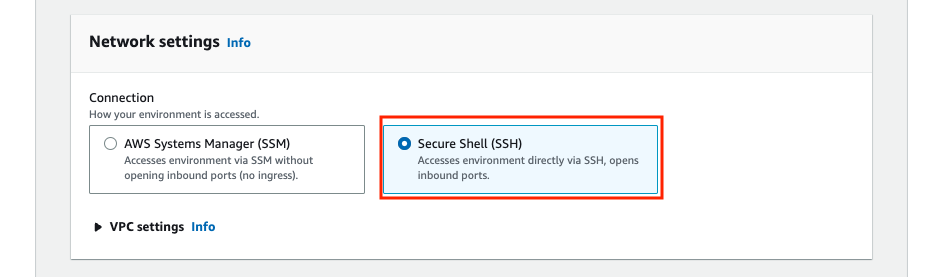 Network settings Info
Connection
How your environment is accessed.
AWS Systems Manager (SSM)
Accesses environment via SSM without
opening inbound ports (no ingress).
Secure Shell (SSH)
Accesses environment directly via SSH, opens
inbound ports.
VPC settings Info